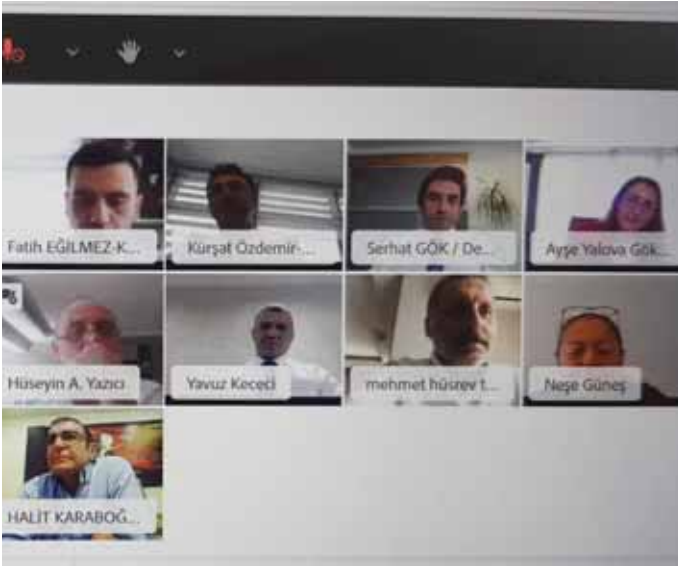 Fatih EĞİLMEZ-K...
Kürşat Özdemir-...
Serhat GÖK / De...
Ayşe Yalova Gök...
Hüseyin A. Yazıcı
Yavuz Kececi
mehmet hüsrev t...
Neşe Güneş
HALİT KARABOĞ...